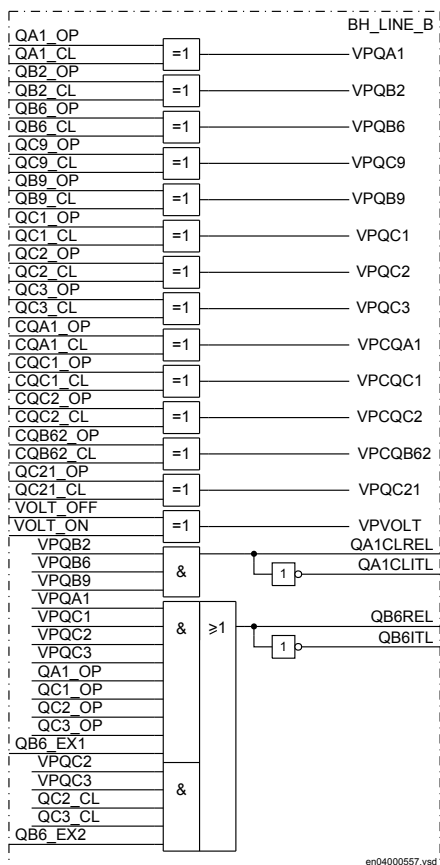 BH_LINE_B
QA1_OP
QA1_CL
=1
VPQA1
QB2_OP
QB2_CL
=1
VPQB2
QB6_OP
QB6_CL
=1
VPQB6
QC9_OP
QC9_CL
=1
VPQC9
QB9_OP
QB9_CL
=1
VPQB9
QC1_OP
QC1_CL
=1
VPQC1
QC2_OP
QC2_CL
=1
VPQC2
QC3_OP
QC3_CL
=1
VPQC3
CQA1_OP
CQA1_CL
=1
VPCQA1
CQC1_OP
CQC1_CL
=1
VPCQC1
CQC2_OP
CQC2_CL
=1
VPCQC2
CQB62_OP
CQB62_CL
=1
VPCQB62
QC21_OP
QC21_CL
=1
VPQC21
VOLT_OFF
VOLT_ON
=1
VPVOLT
VPQB2
VPQB6
VPQB9
&
1
QA1CLREL
QA1CLITL
VPQA1
VPQC1
VPQC2
VPQC3
QA1_OP
QC1_OP
QC2_OP
QC3_OP
QB6_EX1
&
≥1
1
QB6REL
QB6ITL
VPQC2
VPQC3
QC2_CL
QC3_CL
QB6_EX2
&
en04000557.vsd